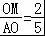 OM/AO = 2/5